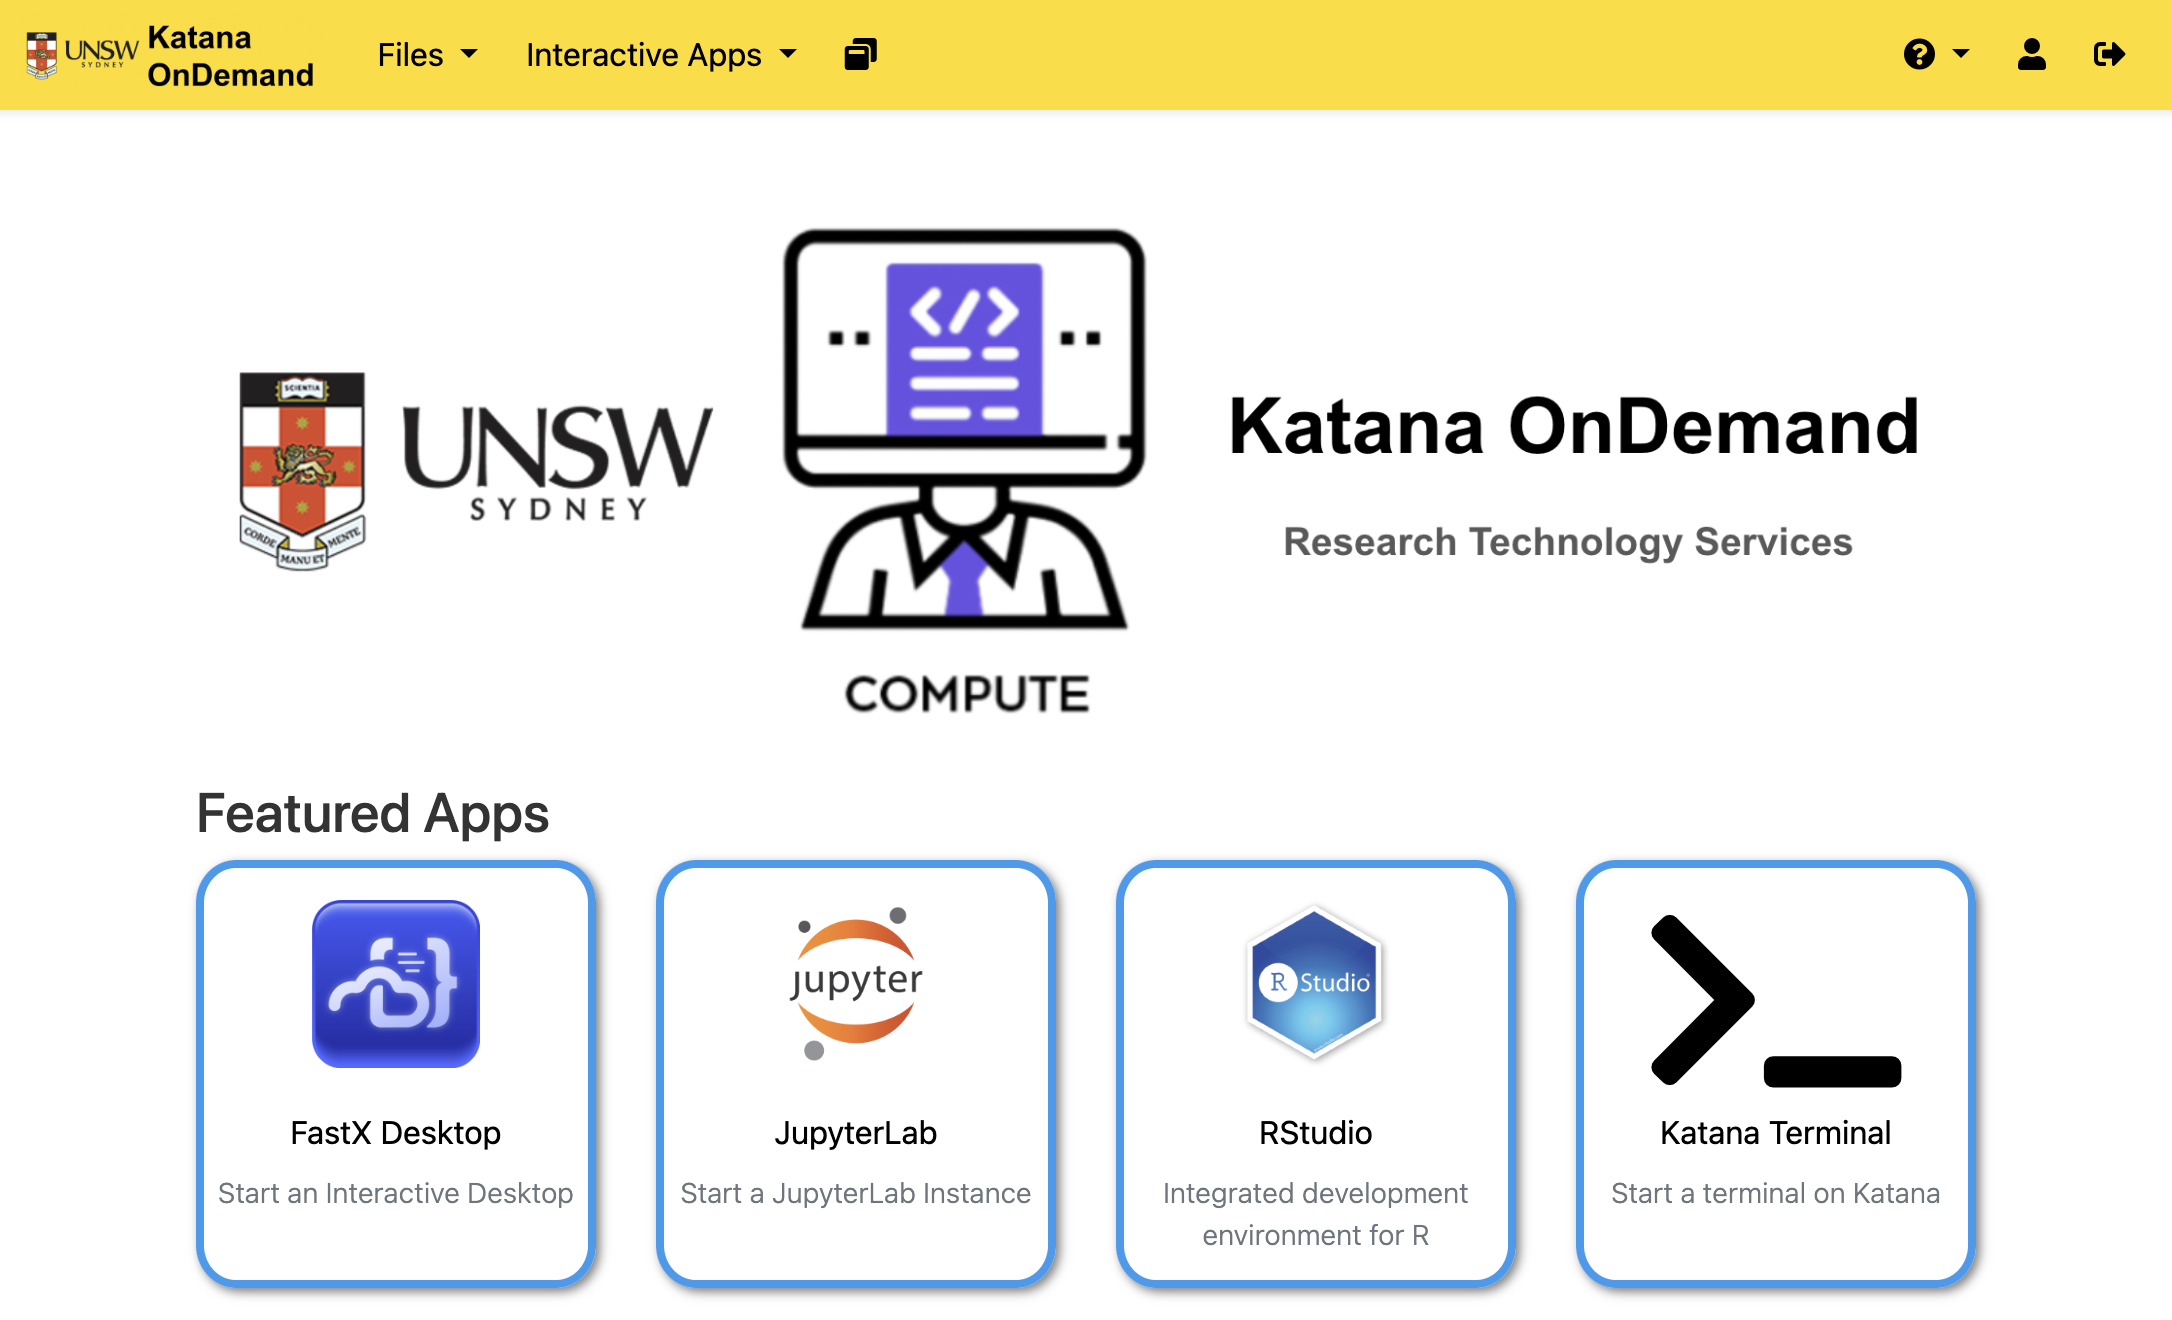 UNSW
SYDNEY
Katana
OnDemand
Files
Interactive Apps
SCIENTIA
CORDE
MANU ET
MENTE
UNSW
SYDNEY
</>
COMPUTE
Katana OnDemand
Research Technology Services
Featured Apps
FastX Desktop
Start an Interactive Desktop
jupyter
JupyterLab
Start a JupyterLab Instance
R Studio
RStudio
Integrated development
environment for R
Katana Terminal
Start a terminal on Katana